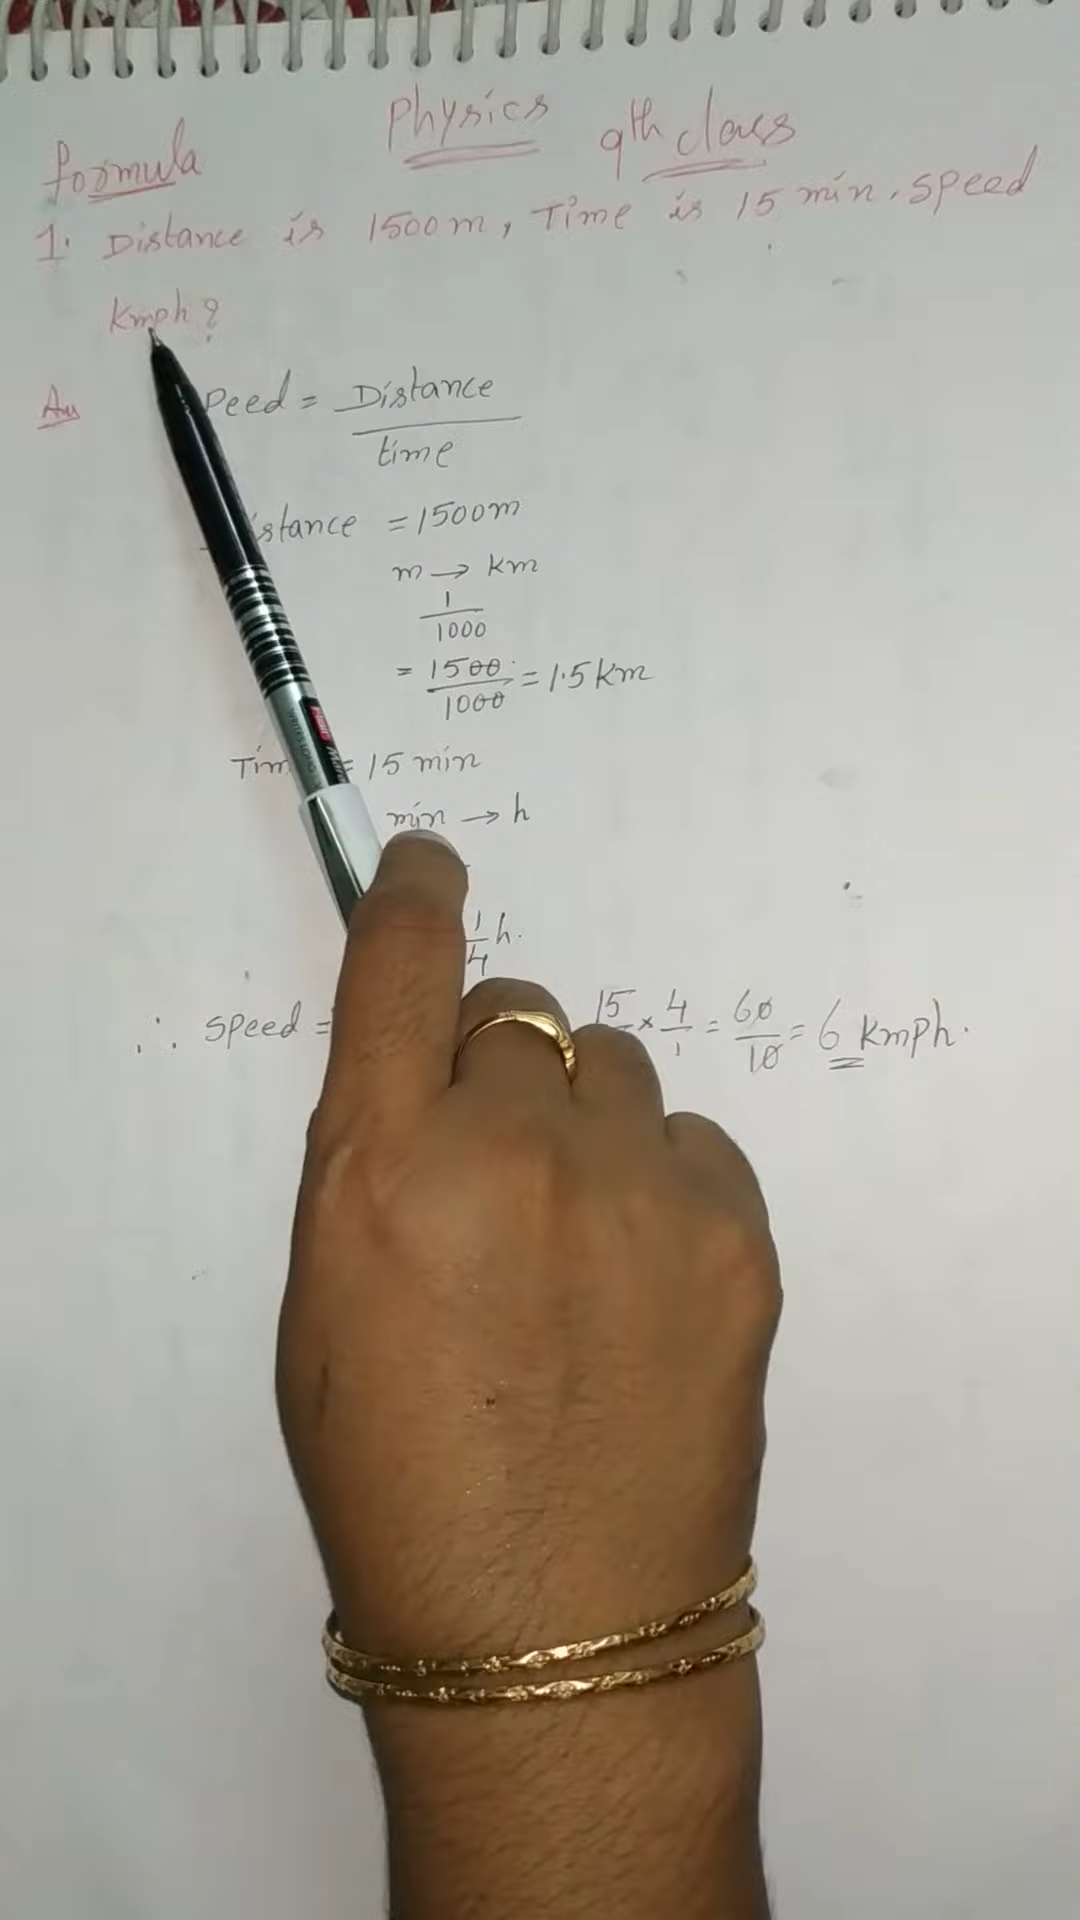 Physics 9th class
Formula
1. Distance is 1500m, Time is 15 min. speed
Kmph?
Peed = Distance
time
istance = 1500m
m → km
1
1000
= 1500
1000 = 1.5 km
Tim = 15 min
min → h
1
4 h.
∴ speed = 15 × 4
1 = 60
10 = 6 kmph.